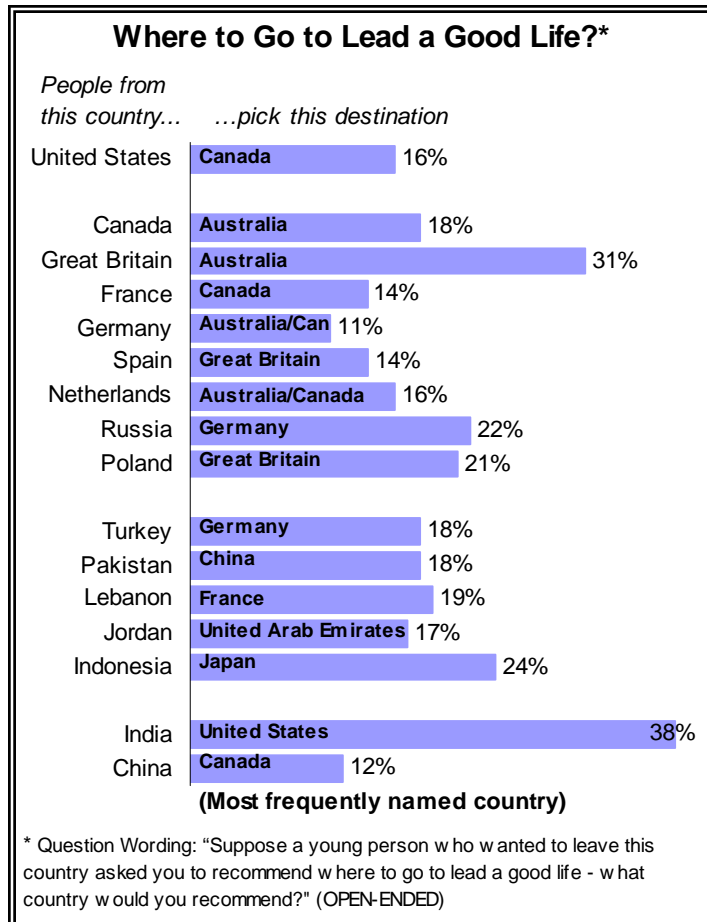 Where to Go to Lead a Good Life?*
People from
this country... ...pick this destination
United States Canada 16%
Canada Australia 18%
Great Britain Australia 31%
France Canada 14%
Germany Australia/Can 11%
Spain Great Britain 14%
Netherlands Australia/Canada 16%
Russia Germany 22%
Poland Great Britain 21%
Turkey Germany 18%
Pakistan China 18%
Lebanon France 19%
Jordan United Arab Emirates 17%
Indonesia Japan 24%
India United States 38%
China Canada 12%
(Most frequently named country)
* Question Wording: “Suppose a young person who wanted to leave this
country asked you to recommend where to go to lead a good life - what
country would you recommend?" (OPEN-ENDED)